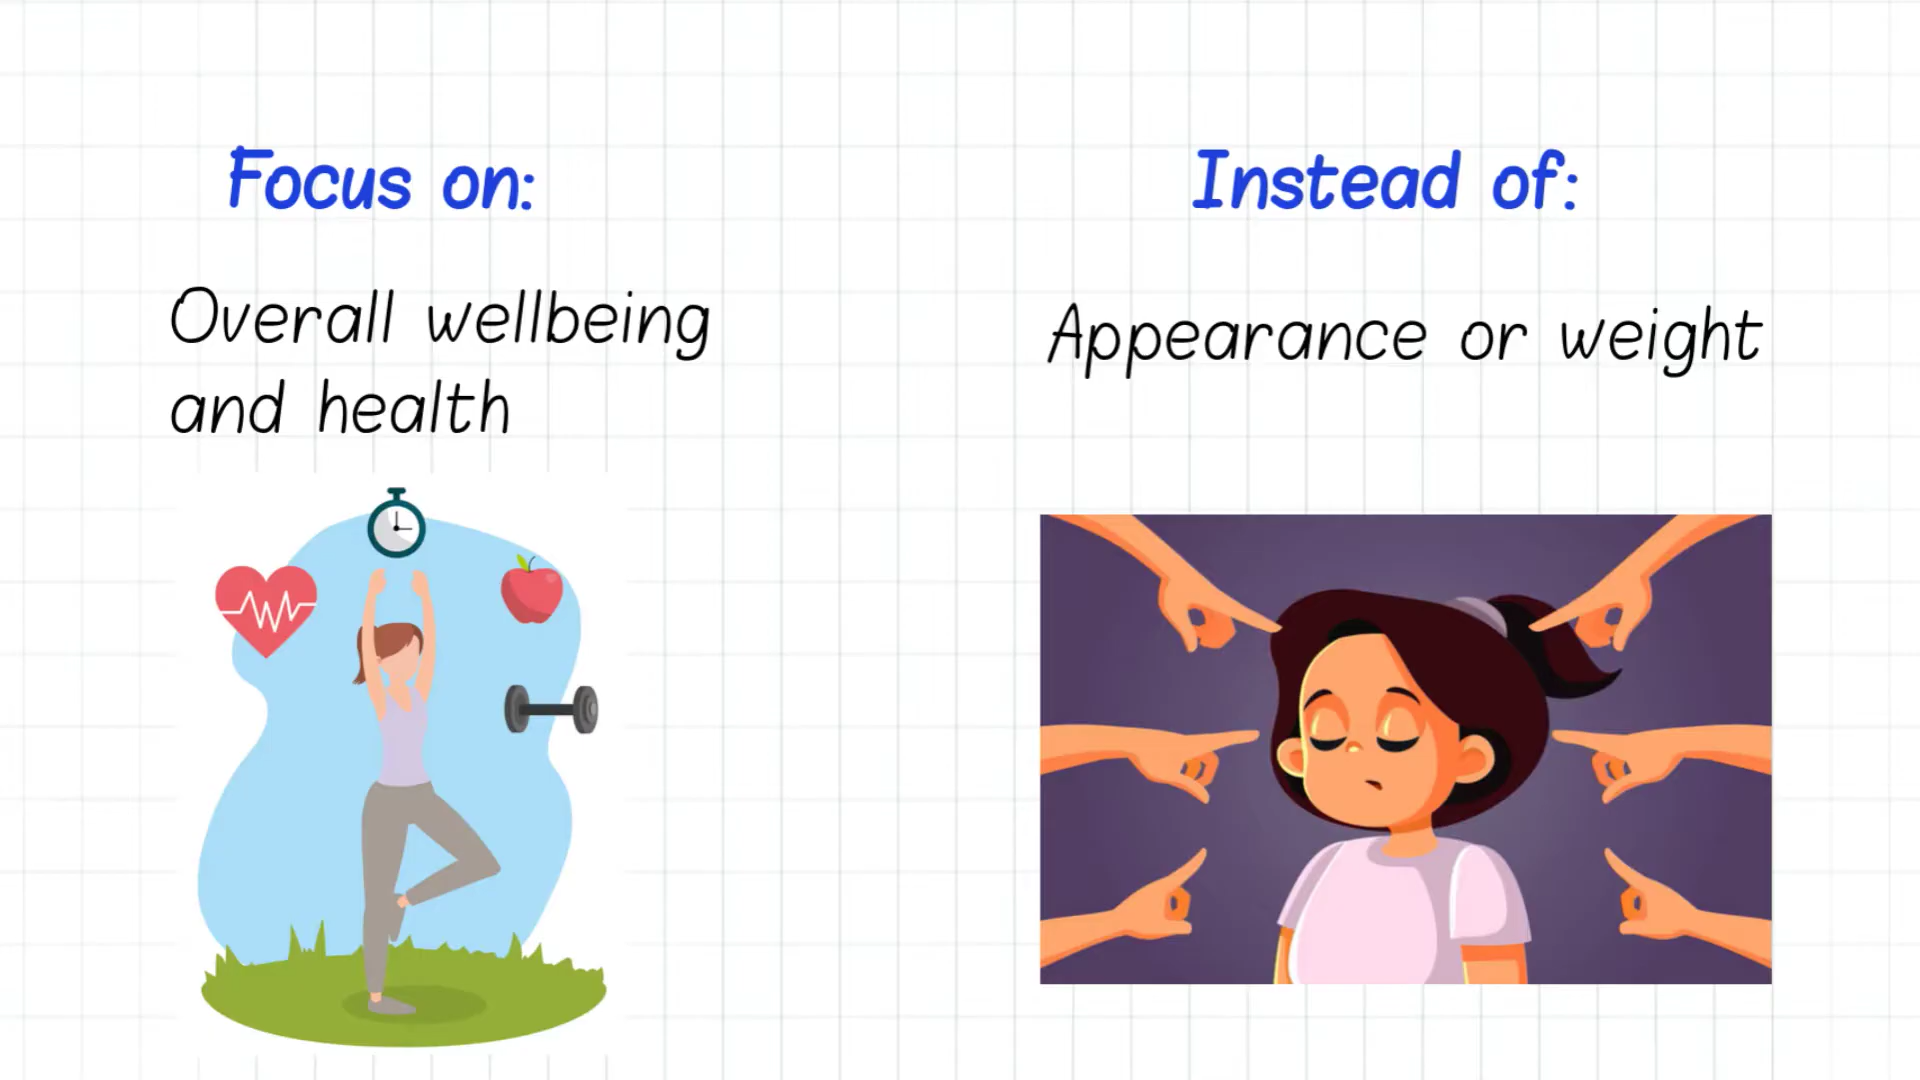 Focus on:
Overall wellbeing
and health
Instead of:
Appearance or weight